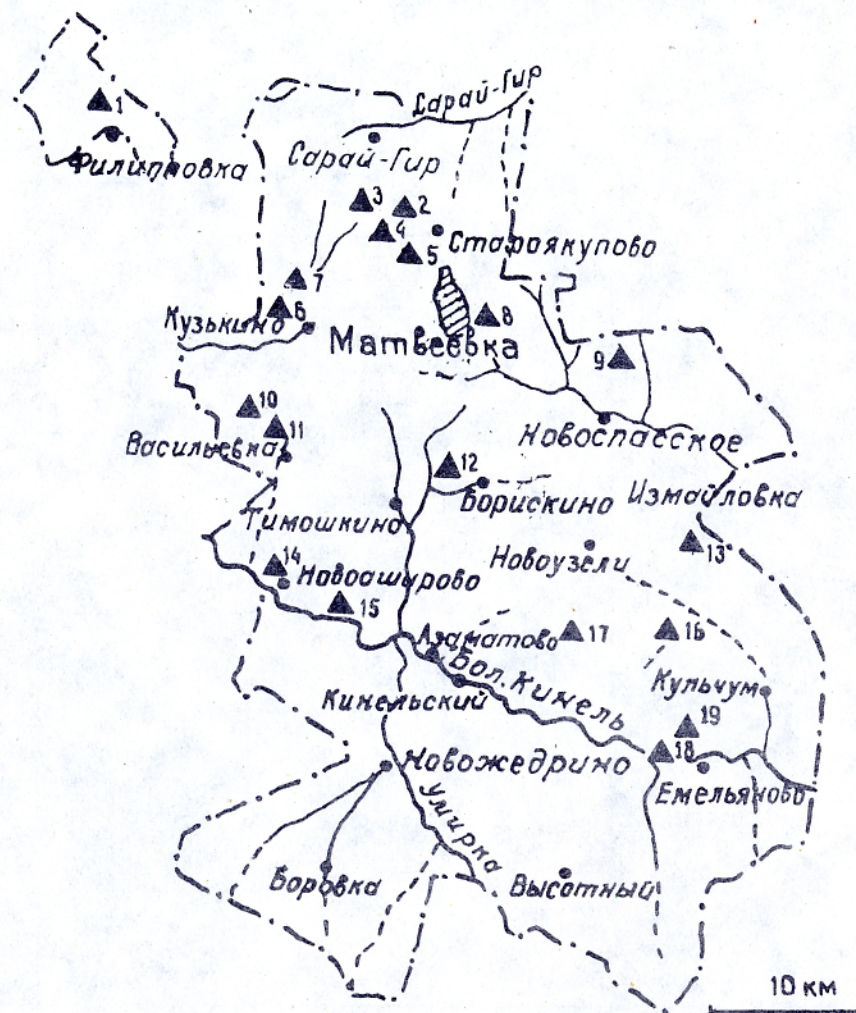 Сарай-Гир
1
Филипповка
Сарай-Гир
3
2
4
Староякупово
5
7
6
8
Кузькино
Матвеевка
9
10
11
Новоспасское
Васильевка
12
Борискино
Измайловка
Тимошкино
13
Новоузели
14
Новоашурово
15
Азаматово
17
16
Бол. Кинель
Кульчум
Кинельский
19
Новожедрино
18
Емельяново
Умирка
Боровка
Высотный
10 км